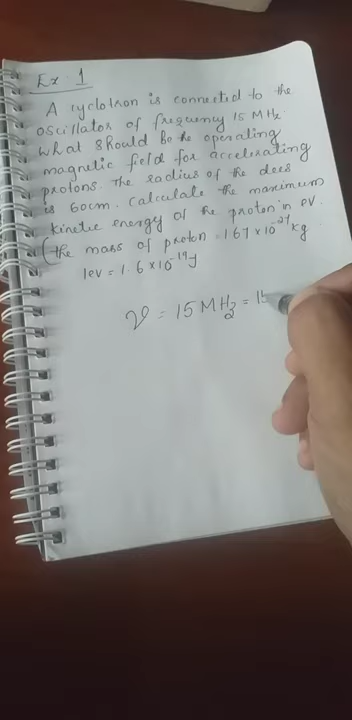 Ex 1
A cyclotron is connected to the
oscillator of frequency 15 MHz.
What should be the operating
magnetic field for accelerating
protons. The radius of the dees
is 60cm. Calculate the maximum
kinetic energy of the proton in ev.
(The mass of proton = 1.67 × 10⁻²⁷ kg
1ev = 1.6 × 10⁻¹⁹ J
ν = 15 MHz = 15